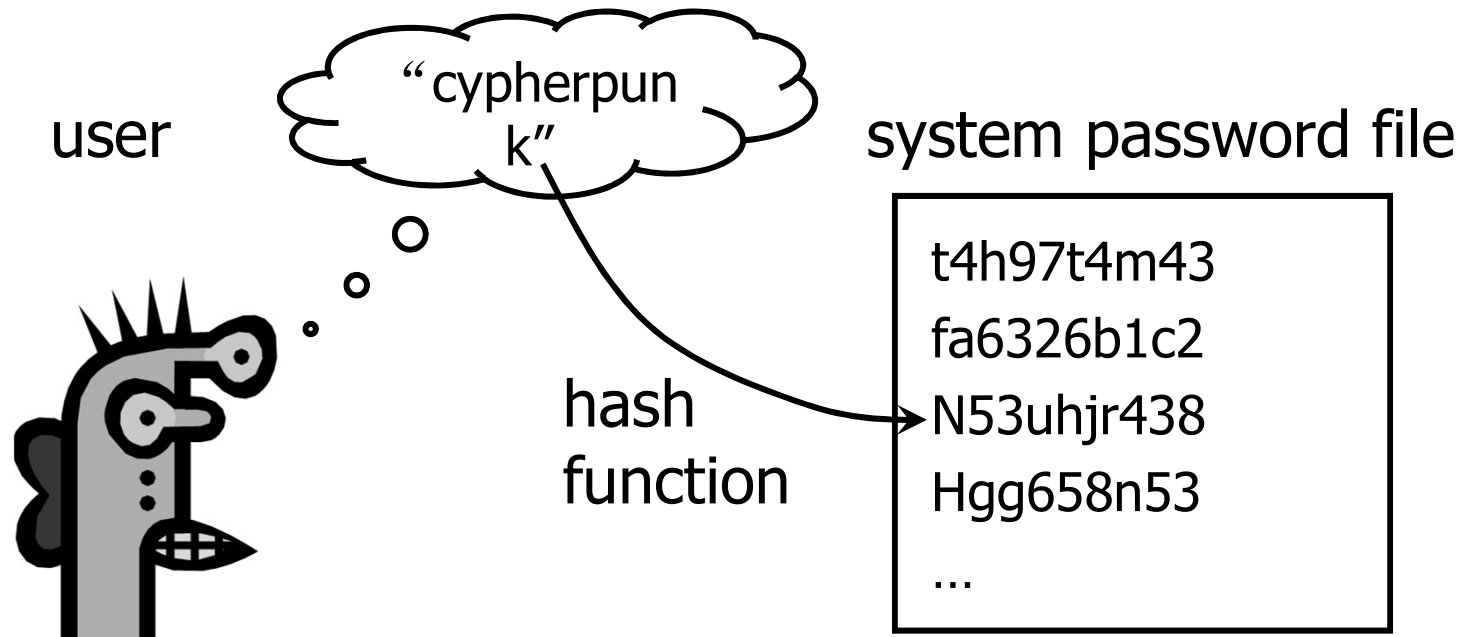 “cypherpun
k”
user
system password file
t4h97t4m43
fa6326b1c2
N53uhjr438
Hgg658n53
...
hash
function